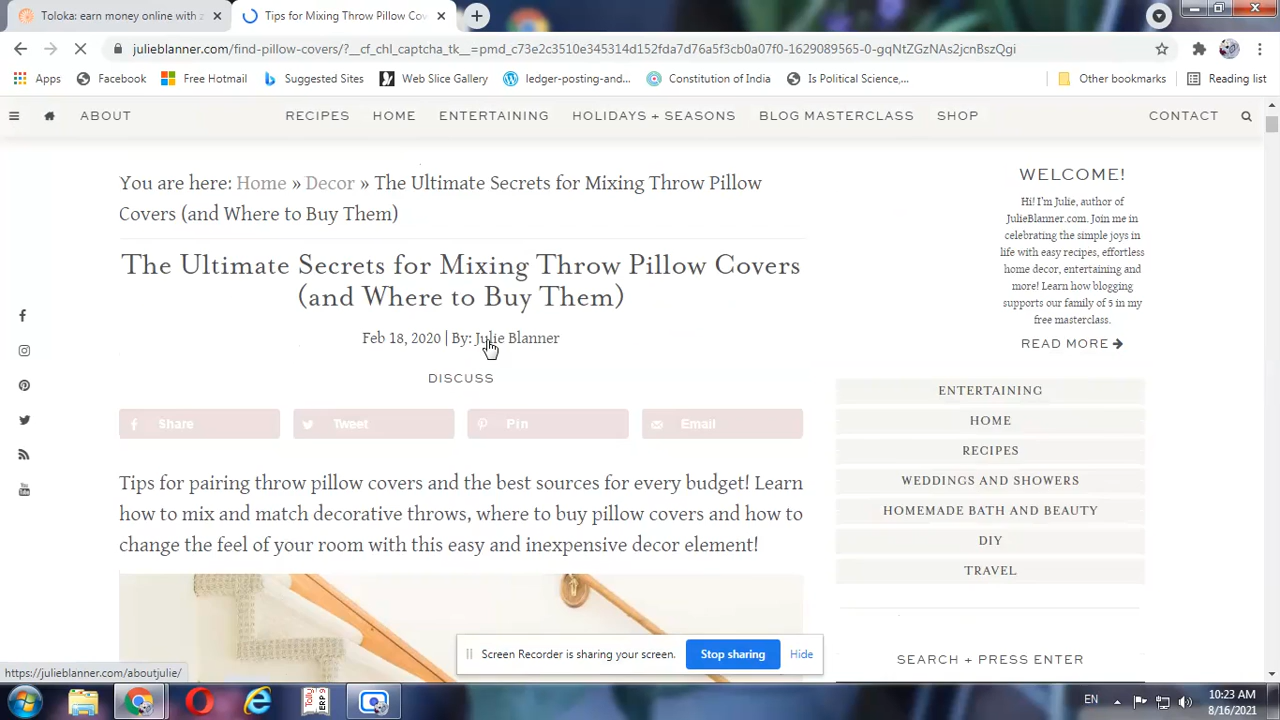 Toloka: earn money online with z
Tips for Mixing Throw Pillow Cov
julieblanner.com/find-pillow-covers/?__cf_chl_captcha_tk__=pmd_c73e2c3510e345314d152fda7d76a5f3cb0a07f0-1629089565-0-gqNtZGzNAs2jcnBszQgi
Apps
Facebook
Free Hotmail
Suggested Sites
Web Slice Gallery
ledger-posting-and...
Constitution of India
Is Political Science,...
Other bookmarks
Reading list
ABOUT
RECIPES
HOME
ENTERTAINING
HOLIDAYS + SEASONS
BLOG MASTERCLASS
SHOP
CONTACT
You are here: Home » Decor » The Ultimate Secrets for Mixing Throw Pillow
Covers (and Where to Buy Them)
The Ultimate Secrets for Mixing Throw Pillow Covers
(and Where to Buy Them)
Feb 18, 2020 | By: Julie Blanner
DISCUSS
Share
Tweet
Pin
Email
Tips for pairing throw pillow covers and the best sources for every budget! Learn
how to mix and match decorative throws, where to buy pillow covers and how to
change the feel of your room with this easy and inexpensive decor element!
WELCOME!
Hi! I'm Julie, author of
JulieBlanner.com. Join me in
celebrating the simple joys in
life with easy recipes, effortless
home decor, entertaining and
more! Learn how blogging
supports our family of 5 in my
free masterclass.
READ MORE
ENTERTAINING
HOME
RECIPES
WEDDINGS AND SHOWERS
HOMEMADE BATH AND BEAUTY
DIY
TRAVEL
SEARCH + PRESS ENTER
Screen Recorder is sharing your screen.
Stop sharing
Hide
https://julieblanner.com/aboutjulie/
EN
10:23 AM
8/16/2021